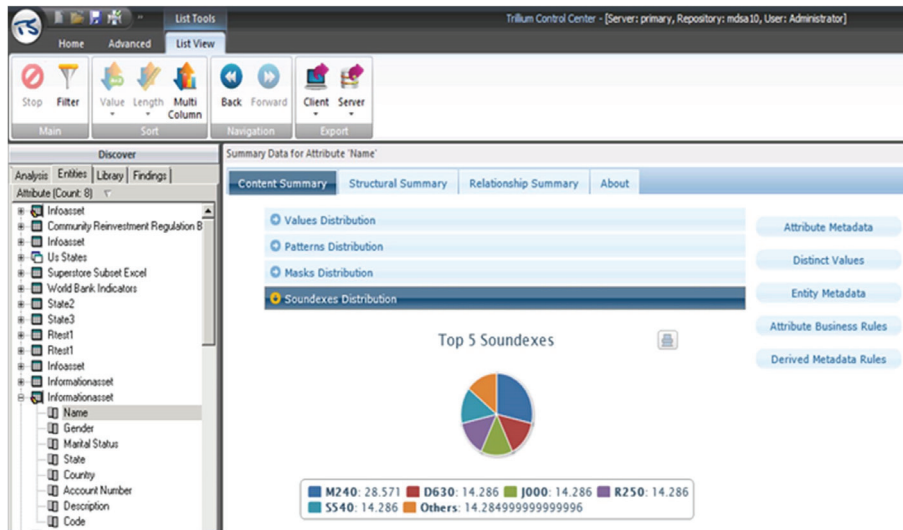 List Tools
Trillium Control Center - [Server: primary, Repository: mdsa10, User: Administrator]
Home Advanced List View
Stop Filter Value Length Multi Column Back Forward Client Server
Main Sort Navigation Export
Discover
Summary Data for Attribute 'Name'
Analysis Entities Library Findings
Content Summary Structural Summary Relationship Summary About
Attribute (Count: 8)
Infoasset
Community Reinvestment Regulation B
Infoasset
Us States
Superstore Subset Excel
World Bank Indicators
State2
State3
Rtest1
Rtest1
Infoasset
Informationasset
Informationasset
Name
Gender
Marital Status
State
Country
Account Number
Description
Code
Values Distribution
Patterns Distribution
Masks Distribution
Soundexes Distribution
Top 5 Soundexes
M240: 28.571 D630: 14.286 J000: 14.286 R250: 14.286
S540: 14.286 Others: 14.284999999999996
Attribute Metadata
Distinct Values
Entity Metadata
Attribute Business Rules
Derived Metadata Rules